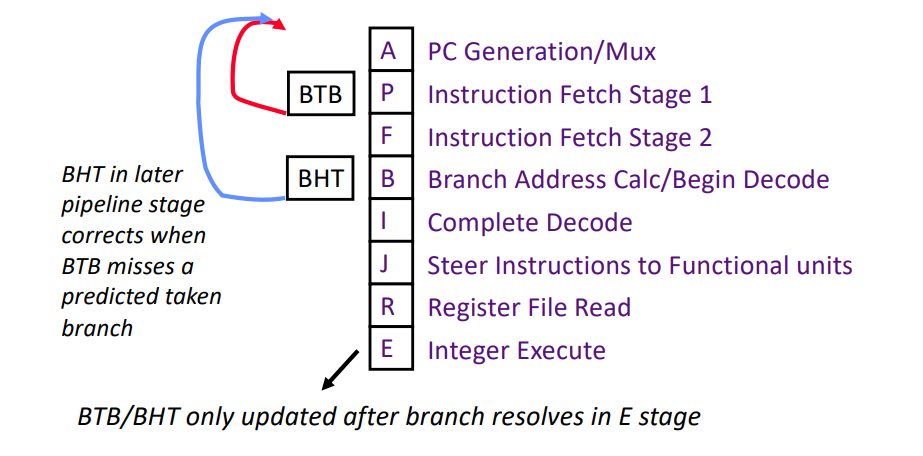 A PC Generation/Mux
BTB P Instruction Fetch Stage 1
F Instruction Fetch Stage 2
BHT B Branch Address Calc/Begin Decode
I Complete Decode
J Steer Instructions to Functional units
R Register File Read
E Integer Execute
BHT in later
pipeline stage
corrects when
BTB misses a
predicted taken
branch
BTB/BHT only updated after branch resolves in E stage